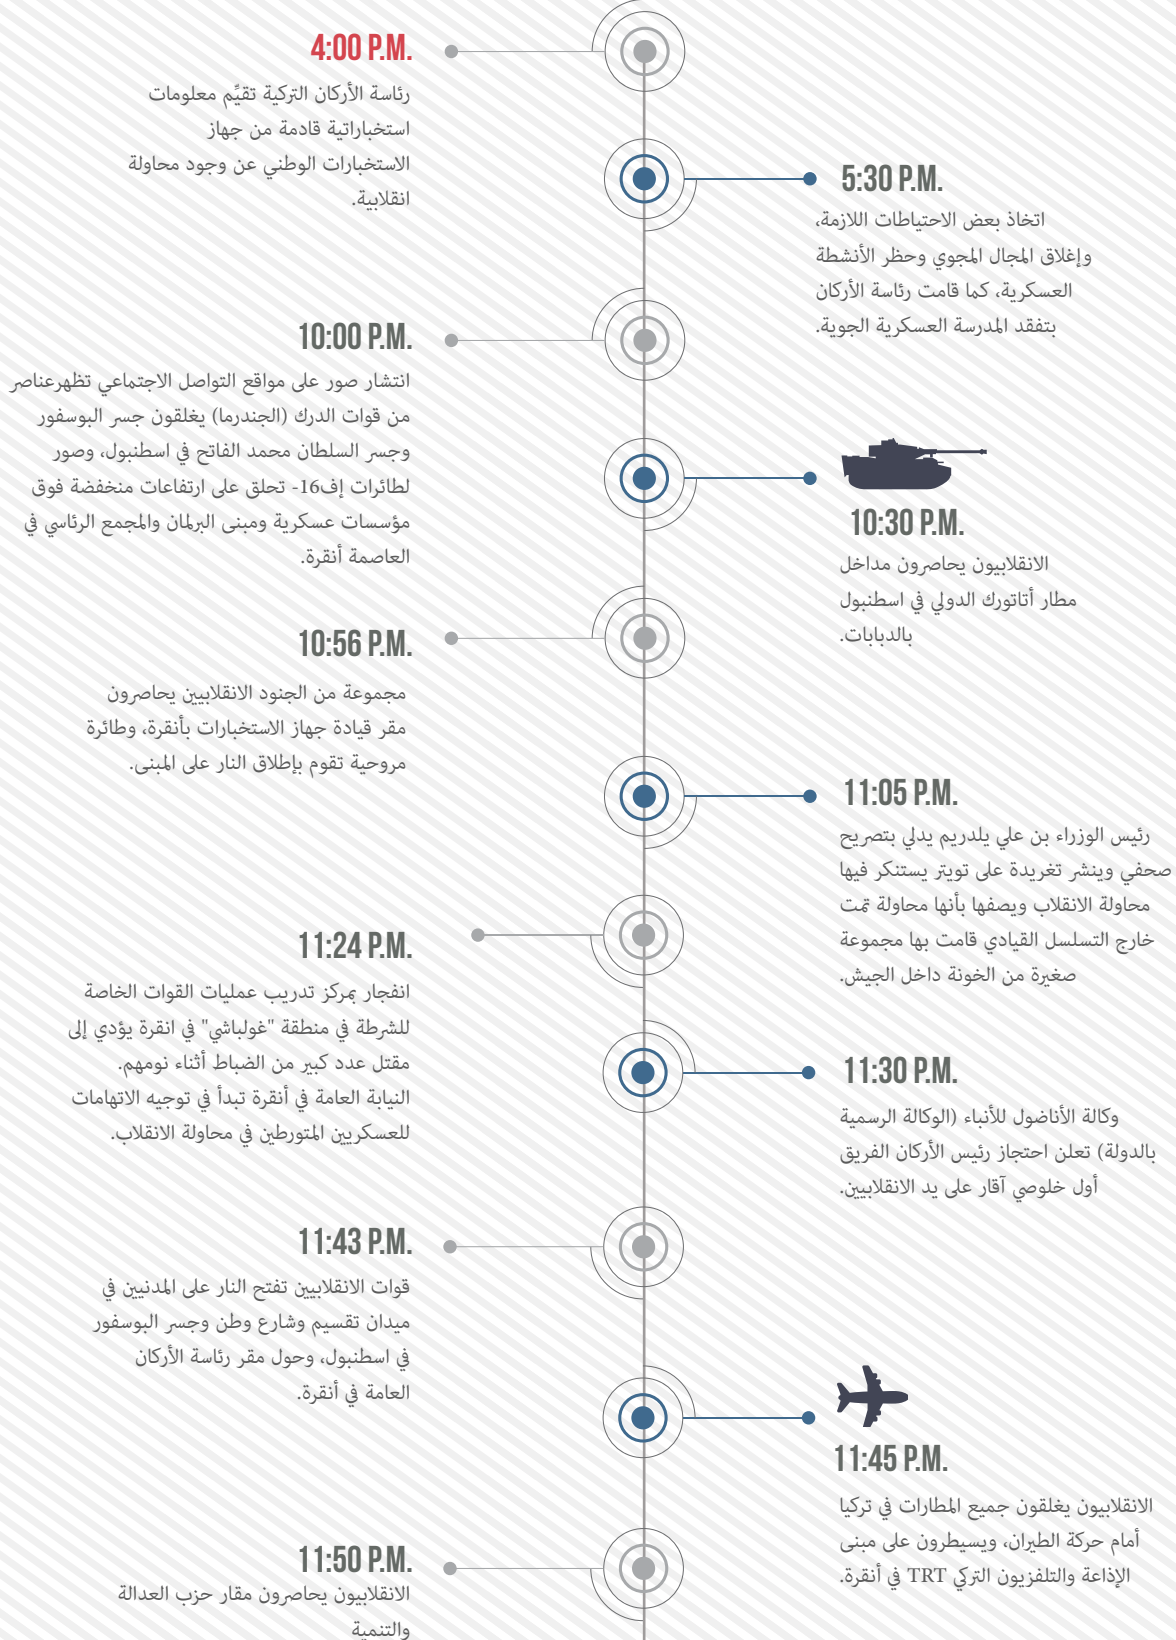 4:00 P.M.
رئاسة الأركان التركية تقيِّم معلومات
استخباراتية قادمة من جهاز
الاستخبارات الوطني عن وجود محاولة
انقلابية.
5:30 P.M.
اتخاذ بعض الاحتياطات اللازمة،
وإغلاق المجال المجوي وحظر الأنشطة
العسكرية، كما قامت رئاسة الأركان
بتفقد المدرسة العسكرية الجوية.
10:00 P.M.
انتشار صور على مواقع التواصل الاجتماعي تظهرعناصر
من قوات الدرك (الجندرما) يغلقون جسر البوسفور
وجسر السلطان محمد الفاتح في اسطنبول، وصور
لطائرات إف16- تحلق على ارتفاعات منخفضة فوق
مؤسسات عسكرية ومبنى البرلمان والمجمع الرئاسي في
العاصمة أنقرة.
10:30 P.M.
الانقلابيون يحاصرون مداخل
مطار أتاتورك الدولي في اسطنبول
بالدبابات.
10:56 P.M.
مجموعة من الجنود الانقلابيين يحاصرون
مقر قيادة جهاز الاستخبارات بأنقرة، وطائرة
مروحية تقوم بإطلاق النار على المبنى.
11:05 P.M.
رئيس الوزراء بن علي يلدريم يدلي بتصريح
صحفي وينشر تغريدة على تويتر يستنكر فيها
محاولة الانقلاب ويصفها بأنها محاولة تمت
خارج التسلسل القيادي قامت بها مجموعة
صغيرة من الخونة داخل الجيش.
11:24 P.M.
انفجار بمركز تدريب عمليات القوات الخاصة
للشرطة في منطقة "غولباشي" في انقرة يؤدي إلى
مقتل عدد كبير من الضباط أثناء نومهم.
النيابة العامة في أنقرة تبدأ في توجيه الاتهامات
للعسكريين المتورطين في محاولة الانقلاب.
11:30 P.M.
وكالة الأناضول للأنباء (الوكالة الرسمية
بالدولة) تعلن احتجاز رئيس الأركان الفريق
أول خلوصي آقار على يد الانقلابيين.
11:43 P.M.
قوات الانقلابيين تفتح النار على المدنيين في
ميدان تقسيم وشارع وطن وجسر البوسفور
في اسطنبول، وحول مقر رئاسة الأركان
العامة في أنقرة.
11:45 P.M.
الانقلابيون يغلقون جميع المطارات في تركيا
أمام حركة الطيران، ويسيطرون على مبنى
الإذاعة والتلفزيون التركي TRT في أنقرة.
11:50 P.M.
الانقلابيون يحاصرون مقار حزب العدالة
والتنمية